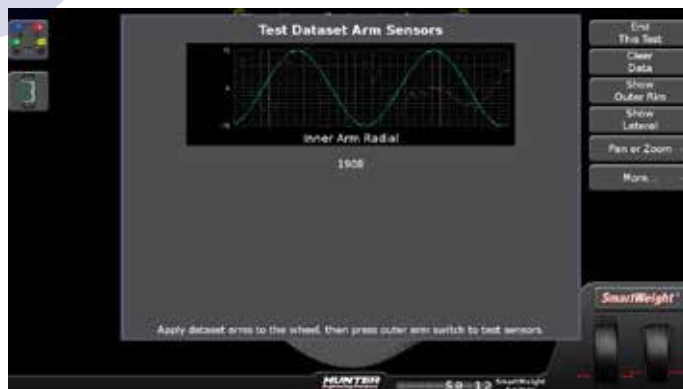 Test Dataset Arm Sensors
Inner Arm Radial
1908
Apply dataset arms to the wheel, then press outer arm switch to test sensors.
End
This Test
Clear
Data
Show
Outer Rim
Show
Lateral
Pan or Zoom
More...
SmartWeight
HUNTER
SmartWeight